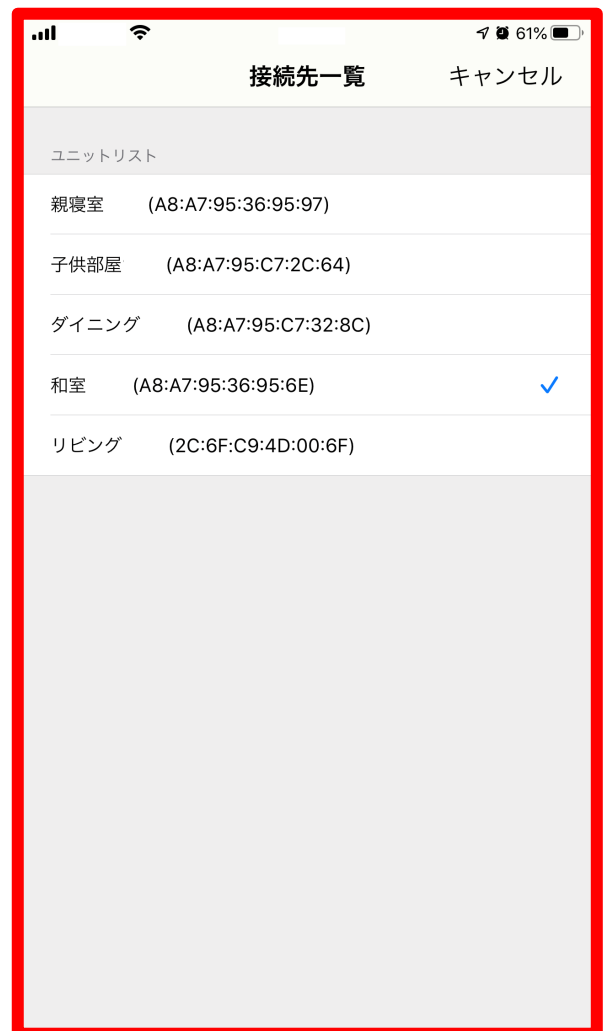 61%
接続先一覧 キャンセル
ユニットリスト
親寝室 (A8:A7:95:36:95:97)
子供部屋 (A8:A7:95:C7:2C:64)
ダイニング (A8:A7:95:C7:32:8C)
和室 (A8:A7:95:36:95:6E)
リビング (2C:6F:C9:4D:00:6F)